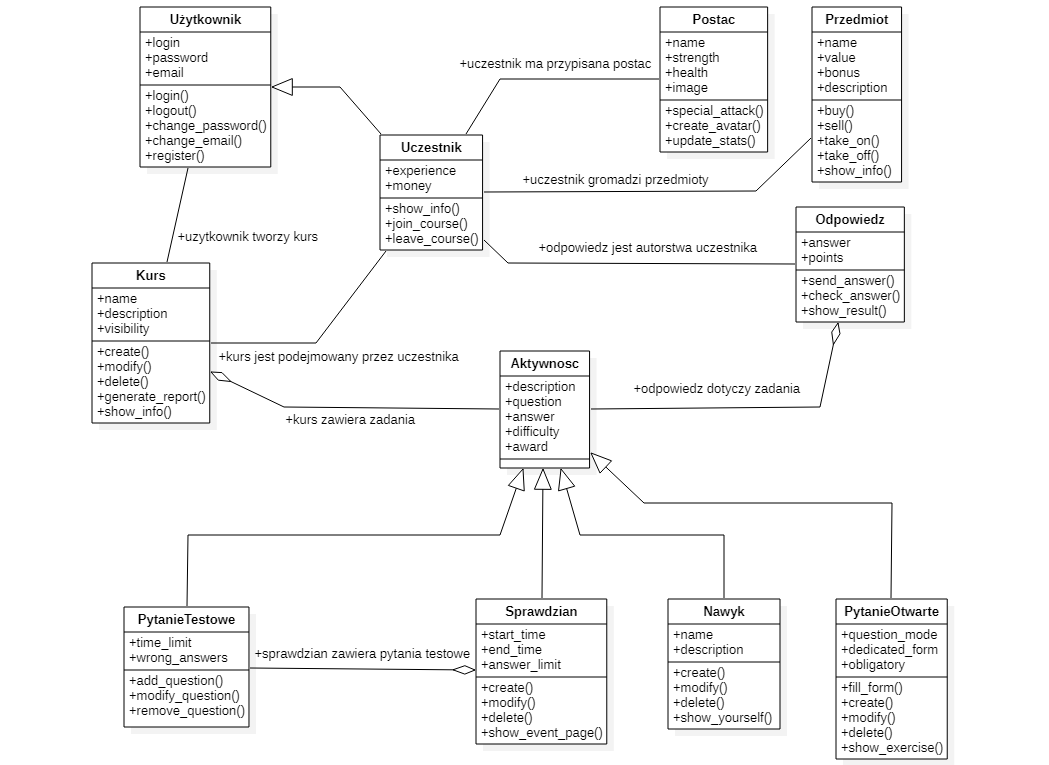 Użytkownik
+login
+password
+email
+login()
+logout()
+change_password()
+change_email()
+register()
Postac
+name
+strength
+health
+image
+special_attack()
+create_avatar()
+update_stats()
Przedmiot
+name
+value
+bonus
+description
+buy()
+sell()
+take_on()
+take_off()
+show_info()
+uczestnik ma przypisana postac
Uczestnik
+experience
+money
+show_info()
+join_course()
+leave_course()
+uczestnik gromadzi przedmioty
+uzytkownik tworzy kurs
+odpowiedz jest autorstwa uczestnika
Odpowiedz
+answer
+points
+send_answer()
+check_answer()
+show_result()
Kurs
+name
+description
+visibility
+create()
+modify()
+delete()
+generate_report()
+show_info()
+kurs jest podejmowany przez uczestnika
+kurs zawiera zadania
Aktywnosc
+description
+question
+answer
+difficulty
+award
+odpowiedz dotyczy zadania
PytanieTestowe
+time_limit
+wrong_answers
+add_question()
+modify_question()
+remove_question()
+sprawdzian zawiera pytania testowe
Sprawdzian
+start_time
+end_time
+answer_limit
+create()
+modify()
+delete()
+show_event_page()
Nawyk
+name
+description
+create()
+modify()
+delete()
+show_yourself()
PytanieOtwarte
+question_mode
+dedicated_form
+obligatory
+fill_form()
+create()
+modify()
+delete()
+show_exercise()